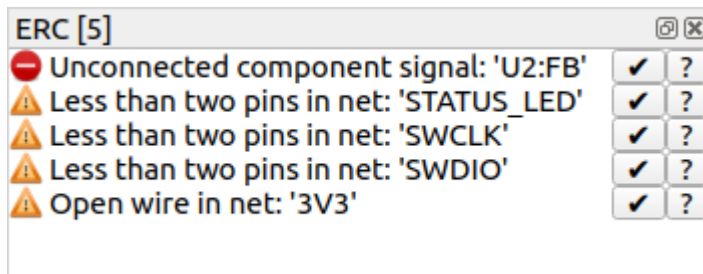 ERC [5]
Unconnected component signal: 'U2:FB' ✔ ?
Less than two pins in net: 'STATUS_LED' ✔ ?
Less than two pins in net: 'SWCLK' ✔ ?
Less than two pins in net: 'SWDIO' ✔ ?
Open wire in net: '3V3' ✔ ?